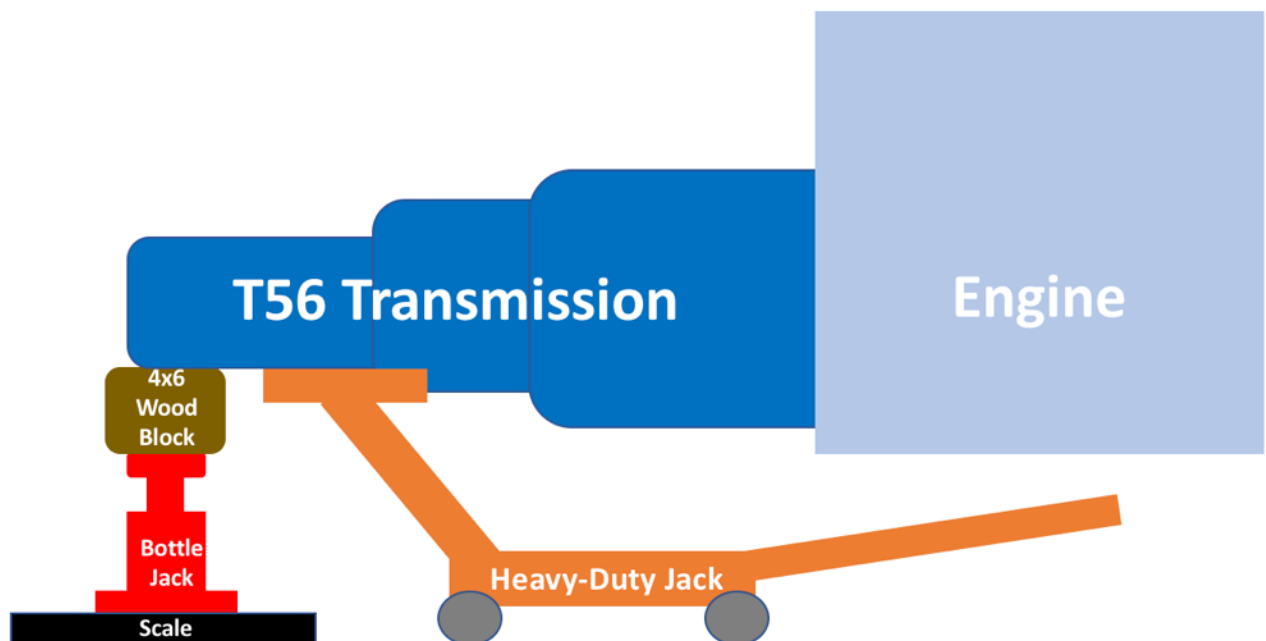 T56 Transmission
Engine
4x6
Wood
Block
Bottle
Jack
Heavy-Duty Jack
Scale